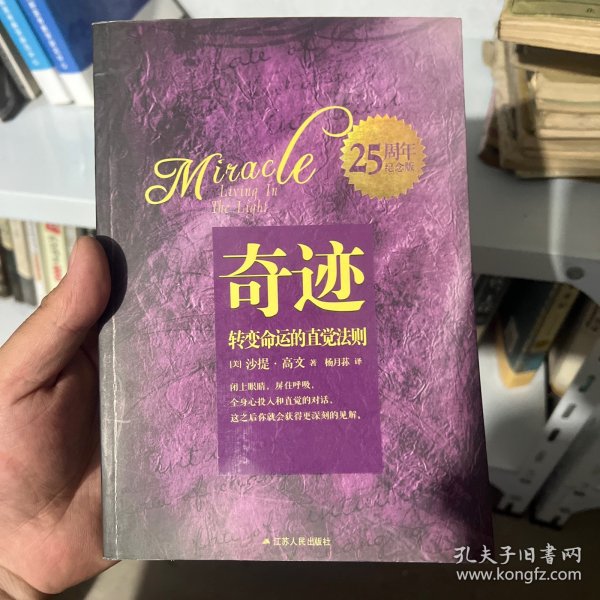 Miracle
Living In
The Light
25周年
纪念版
奇迹
转变命运的直觉法则
[美] 沙提·高文 著 杨月荪 译
闭上眼睛，屏住呼吸，
全身心投入和直觉的对话，
这之后你就会获得更深刻的见解。
江苏人民出版社
孔夫子旧书网
www.kongfz.com